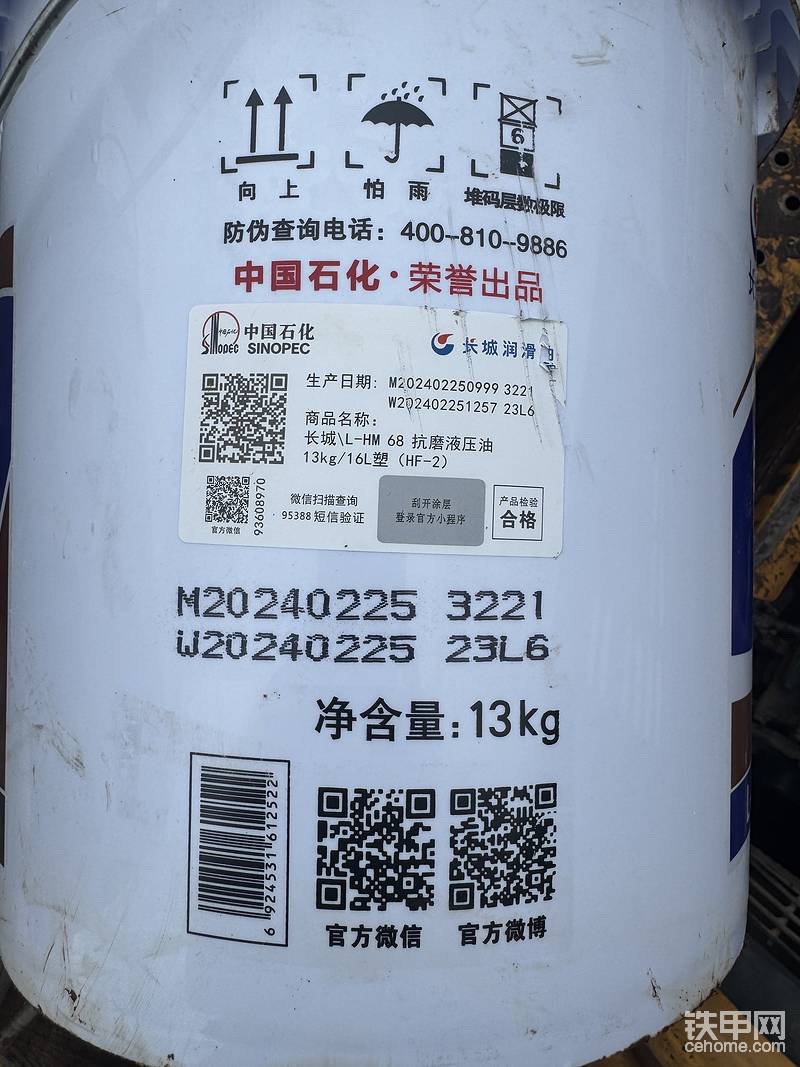 6
向上 怕雨 堆码层数极限
防伪查询电话：400--810--9886
中国石化·荣誉出品
中国石化
SINOPEC
长城润滑油
生产日期：M202402250999 3221
W202402251257 23L6
商品名称：
长城\L-HM 68 抗磨液压油
13kg/16L塑（HF-2）
官方微信
93608970
微信扫描查询
95388 短信验证
刮开涂层
登录官方小程序
产品检验
合格
M20240225 3221
W20240225 23L6
净含量：13kg
6 924531 612522
官方微信 官方微博
铁甲网
cehome.com